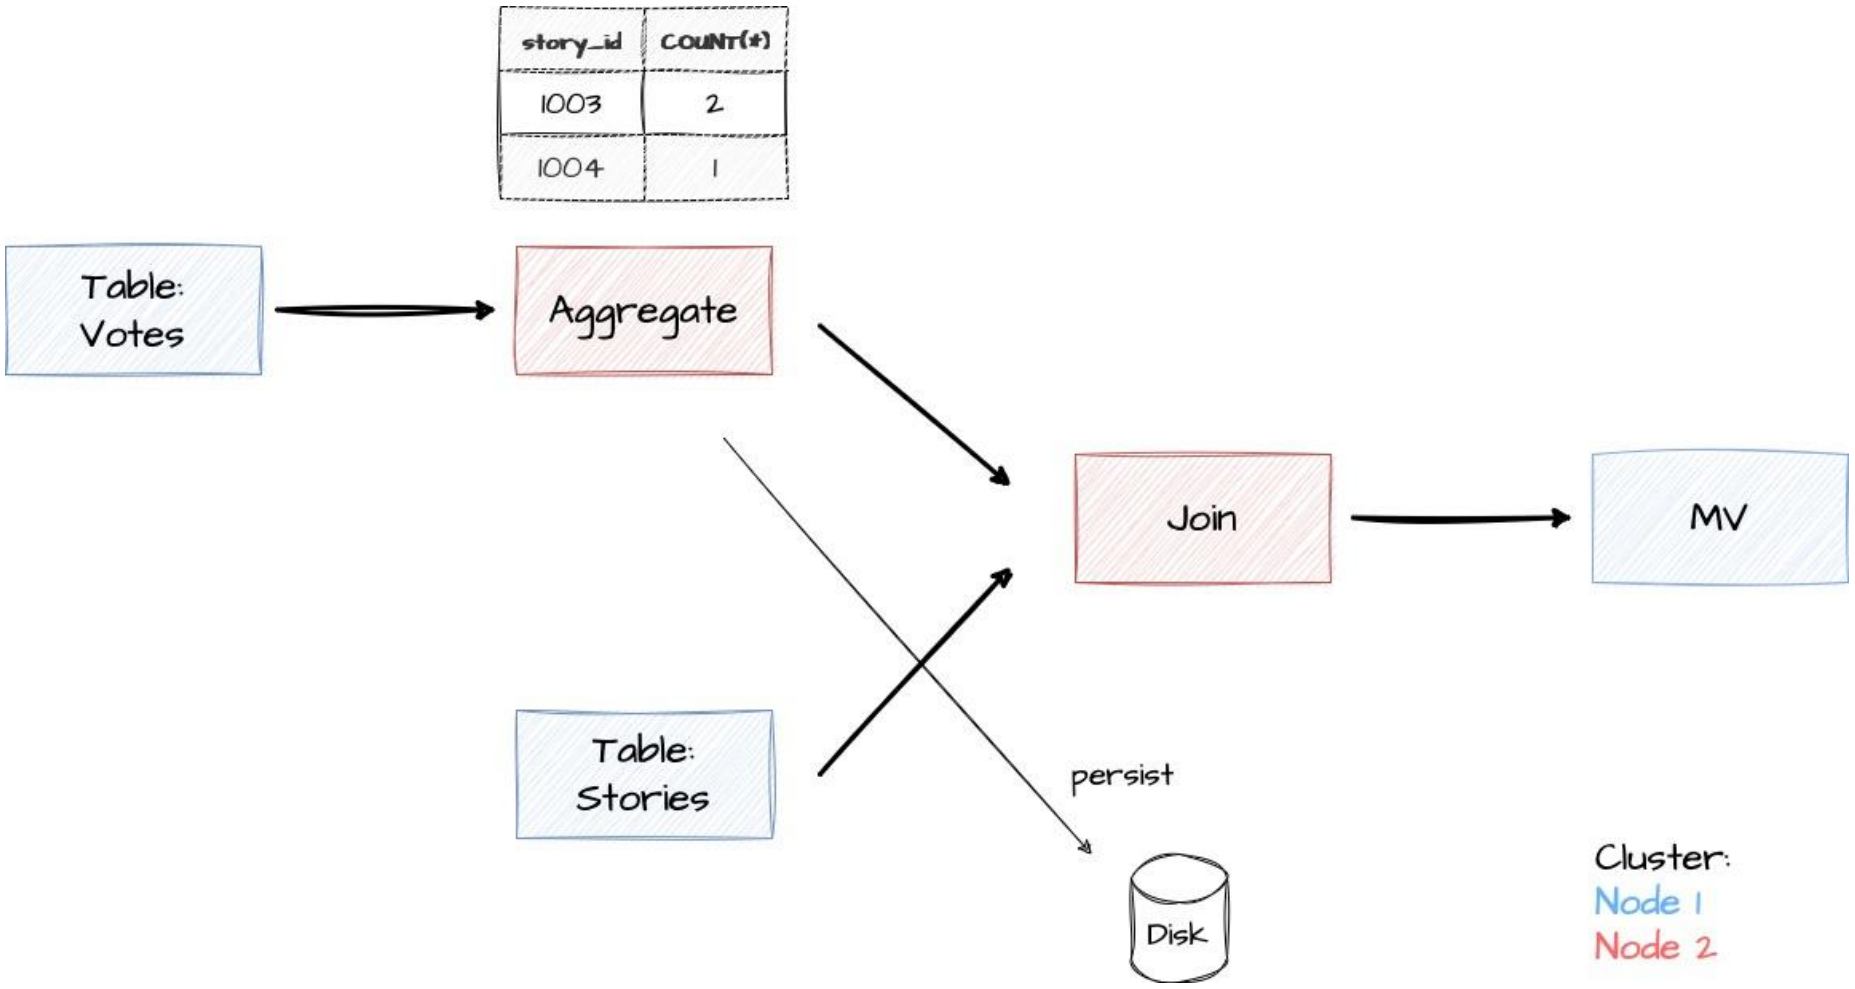 story_id COUNT(*)
1003 2
1004 1
Table:
Votes
Aggregate
Join
MV
Table:
Stories
persist
Disk
Cluster:
Node 1
Node 2